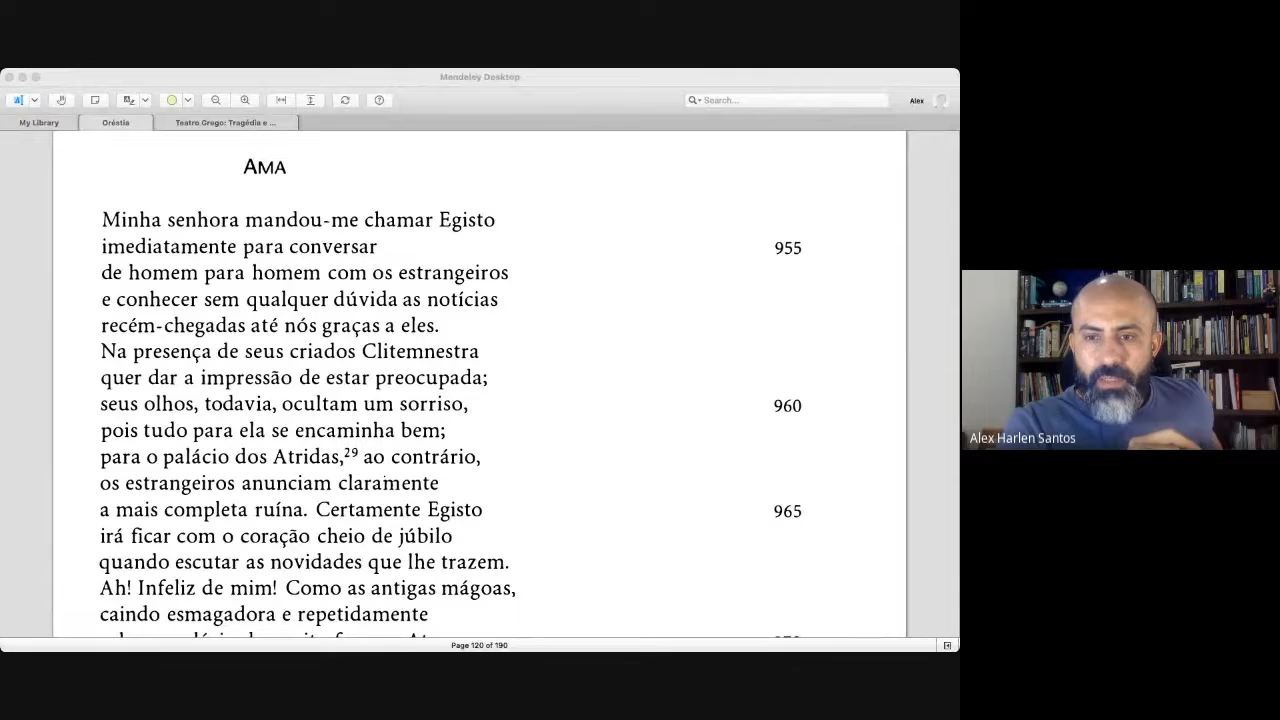 Mendeley Desktop
Search...
Alex
My Library
Oréstia
Teatro Grego: Tragédia e ...
AMA
Minha senhora mandou-me chamar Egisto
imediatamente para conversar 955
de homem para homem com os estrangeiros
e conhecer sem qualquer dúvida as notícias
recém-chegadas até nós graças a eles.
Na presença de seus criados Clitemnestra
quer dar a impressão de estar preocupada;
seus olhos, todavia, ocultam um sorriso, 960
pois tudo para ela se encaminha bem;
para o palácio dos Atridas,²⁹ ao contrário,
os estrangeiros anunciam claramente
a mais completa ruína. Certamente Egisto 965
irá ficar com o coração cheio de júbilo
quando escutar as novidades que lhe trazem.
Ah! Infeliz de mim! Como as antigas mágoas,
caindo esmagadora e repetidamente
Page 120 of 190
Alex Harlen Santos